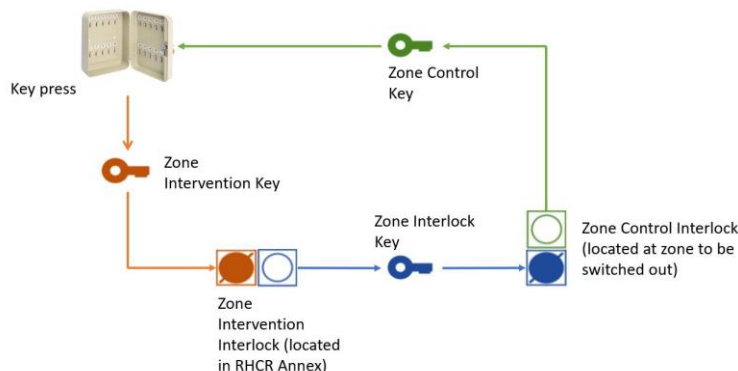 Key press
Zone Control
Key
Zone
Intervention Key
Zone Interlock
Key
Zone Control Interlock
(located at zone to be
switched out)
Zone
Intervention
Interlock (located
in RHCR Annex)